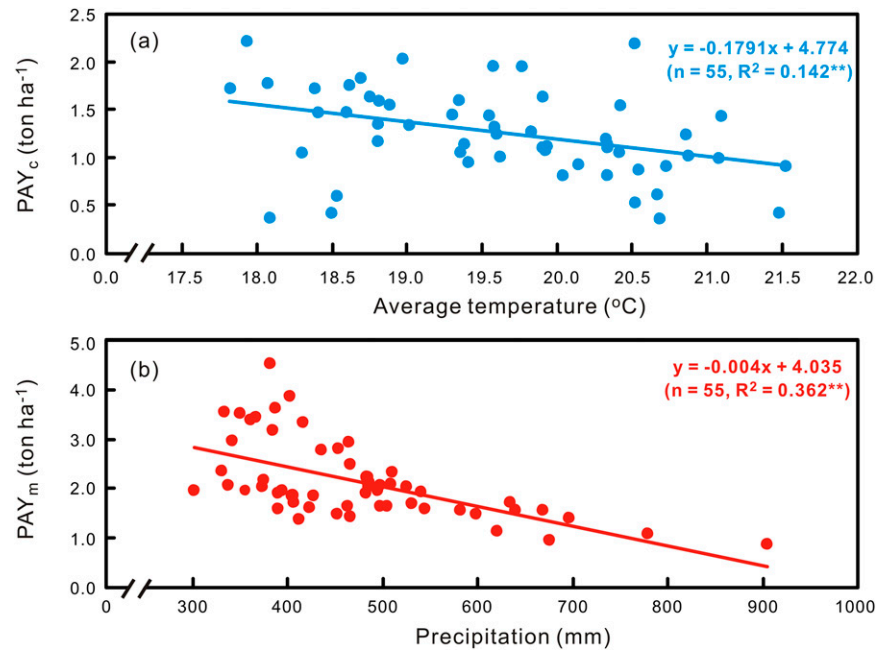 (a)
y = -0.1791x + 4.774
(n = 55, R² = 0.142**)
PAYc (ton ha⁻¹)
2.5
2.0
1.5
1.0
0.5
0.0
0.0 17.5 18.0 18.5 19.0 19.5 20.0 20.5 21.0 21.5 22.0
Average temperature (°C)
(b)
y = -0.004x + 4.035
(n = 55, R² = 0.362**)
PAYm (ton ha⁻¹)
5.0
4.0
3.0
2.0
1.0
0.0
0 300 400 500 600 700 800 900 1000
Precipitation (mm)